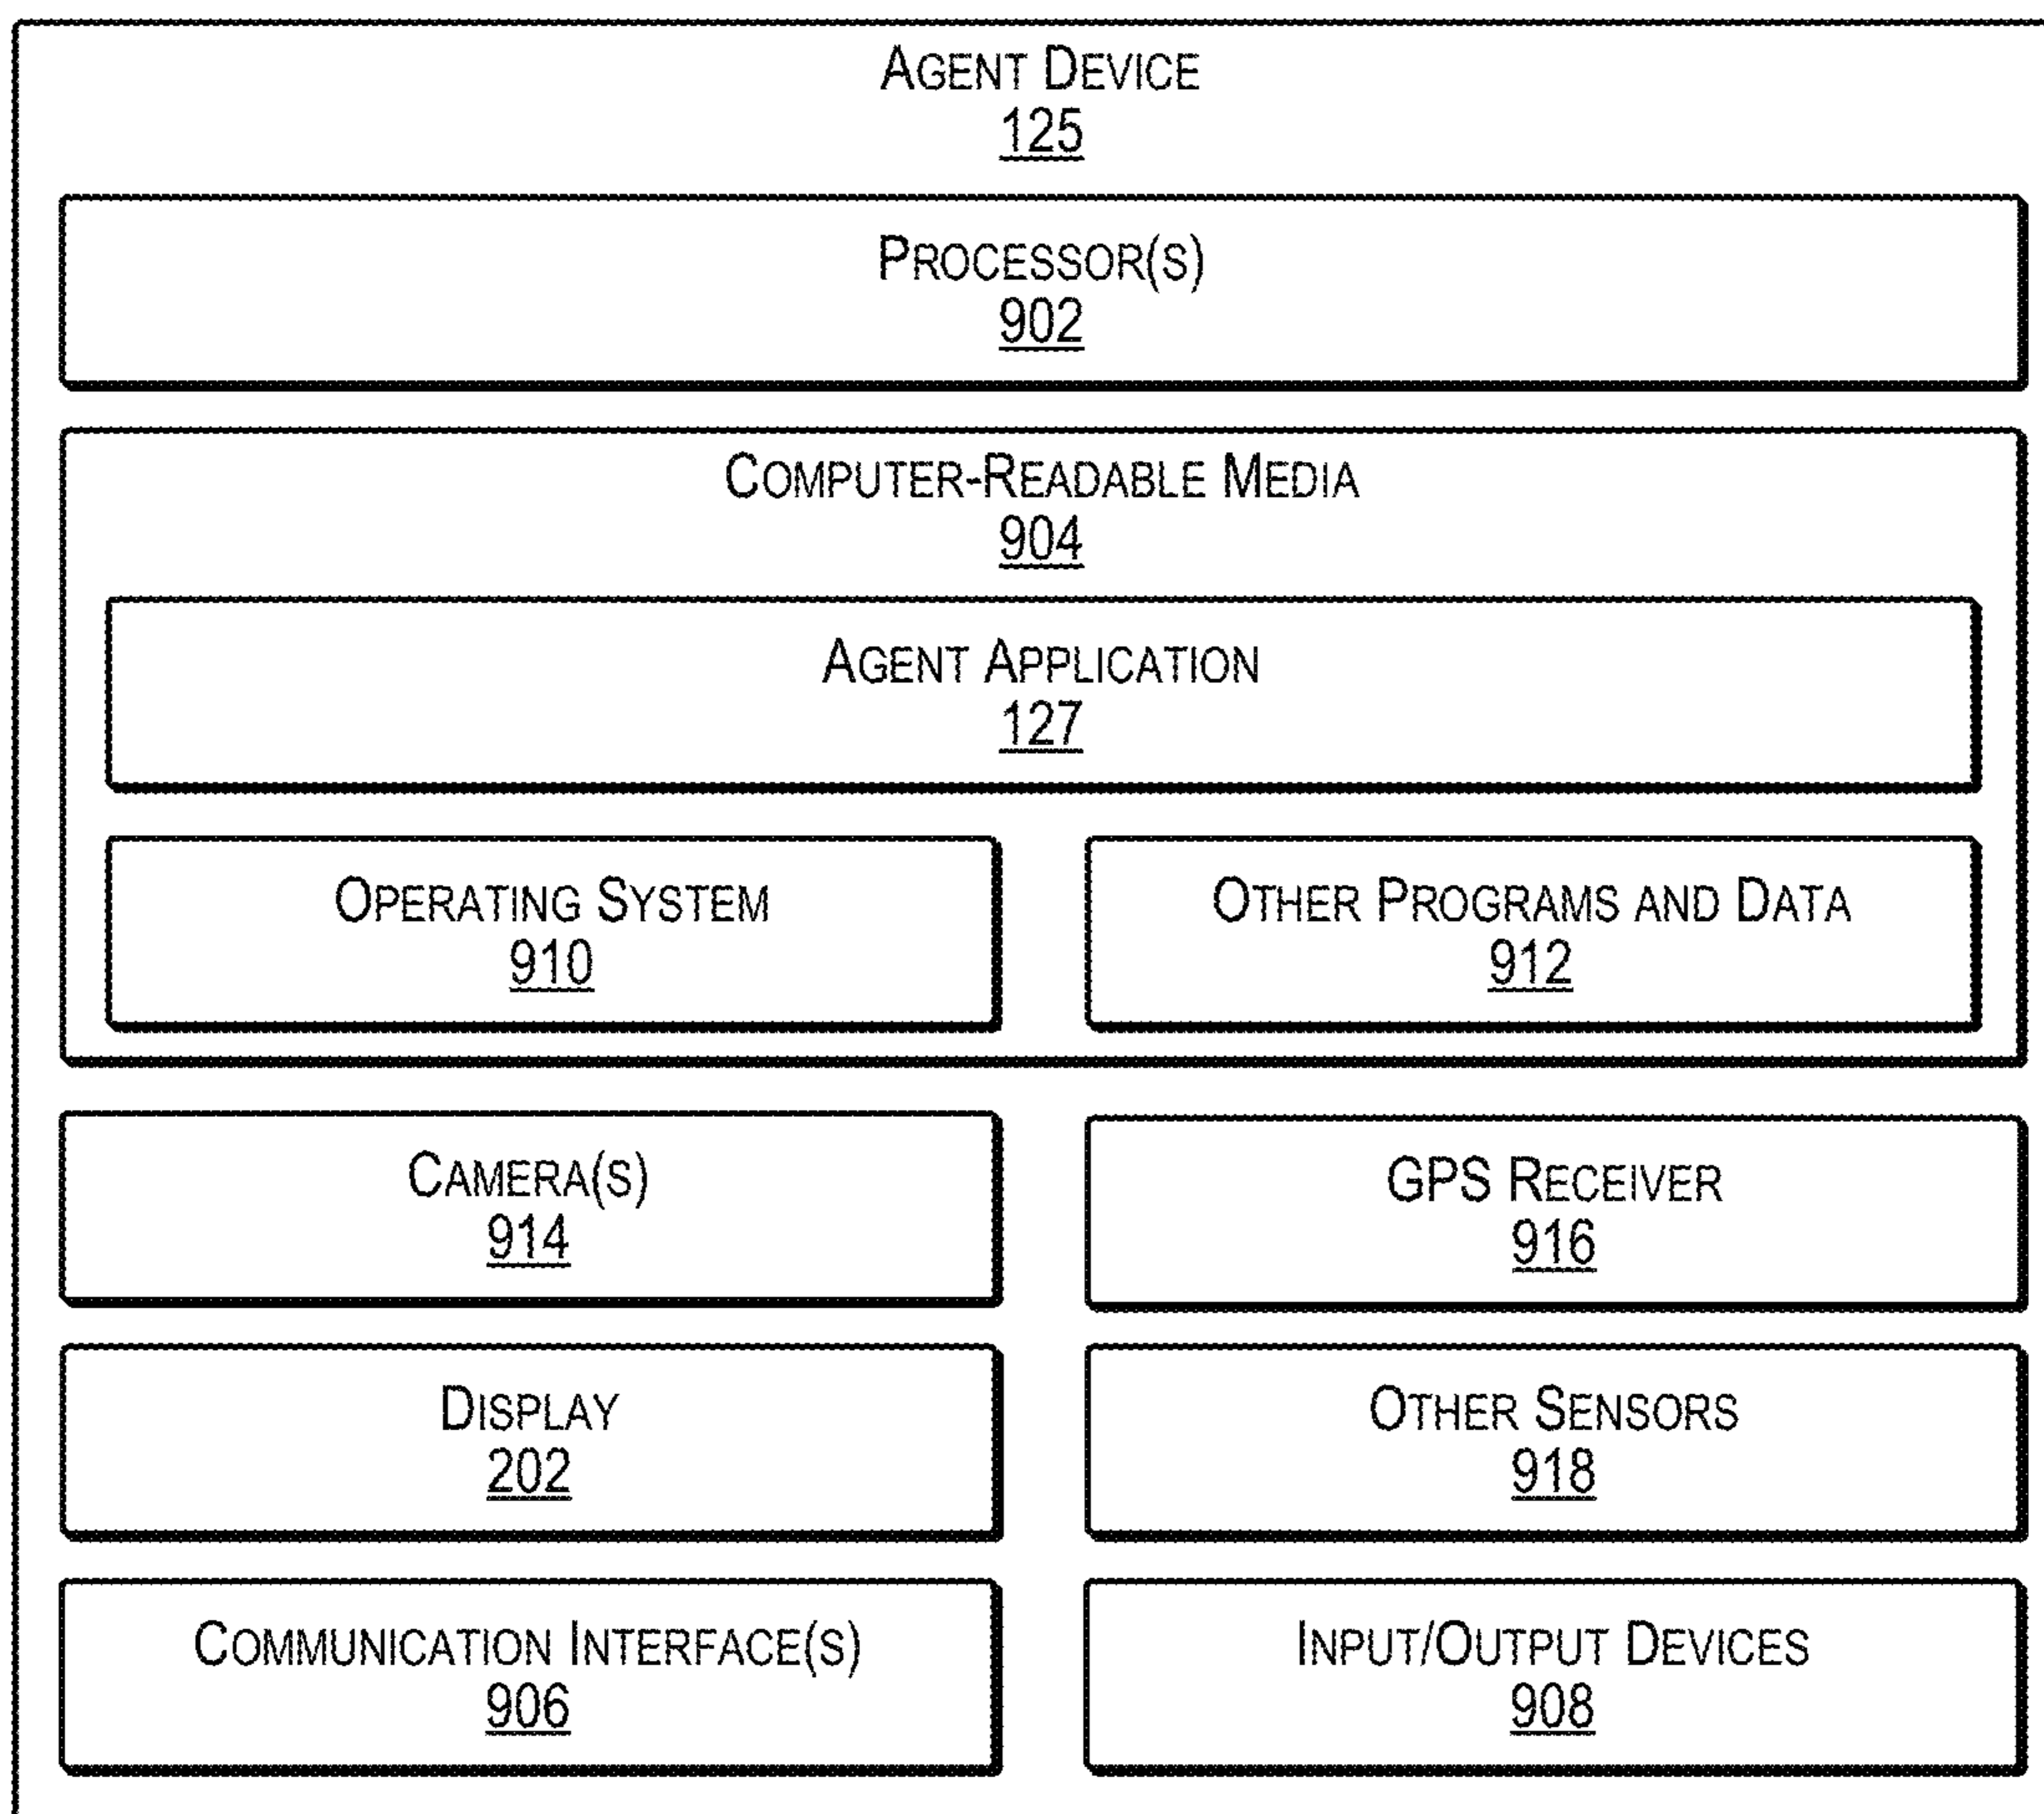 AGENT DEVICE
125
PROCESSOR(S)
902
COMPUTER-READABLE MEDIA
904
AGENT APPLICATION
127
OPERATING SYSTEM
910
OTHER PROGRAMS AND DATA
912
CAMERA(S)
914
GPS RECEIVER
916
DISPLAY
202
OTHER SENSORS
918
COMMUNICATION INTERFACE(S)
906
INPUT/OUTPUT DEVICES
908